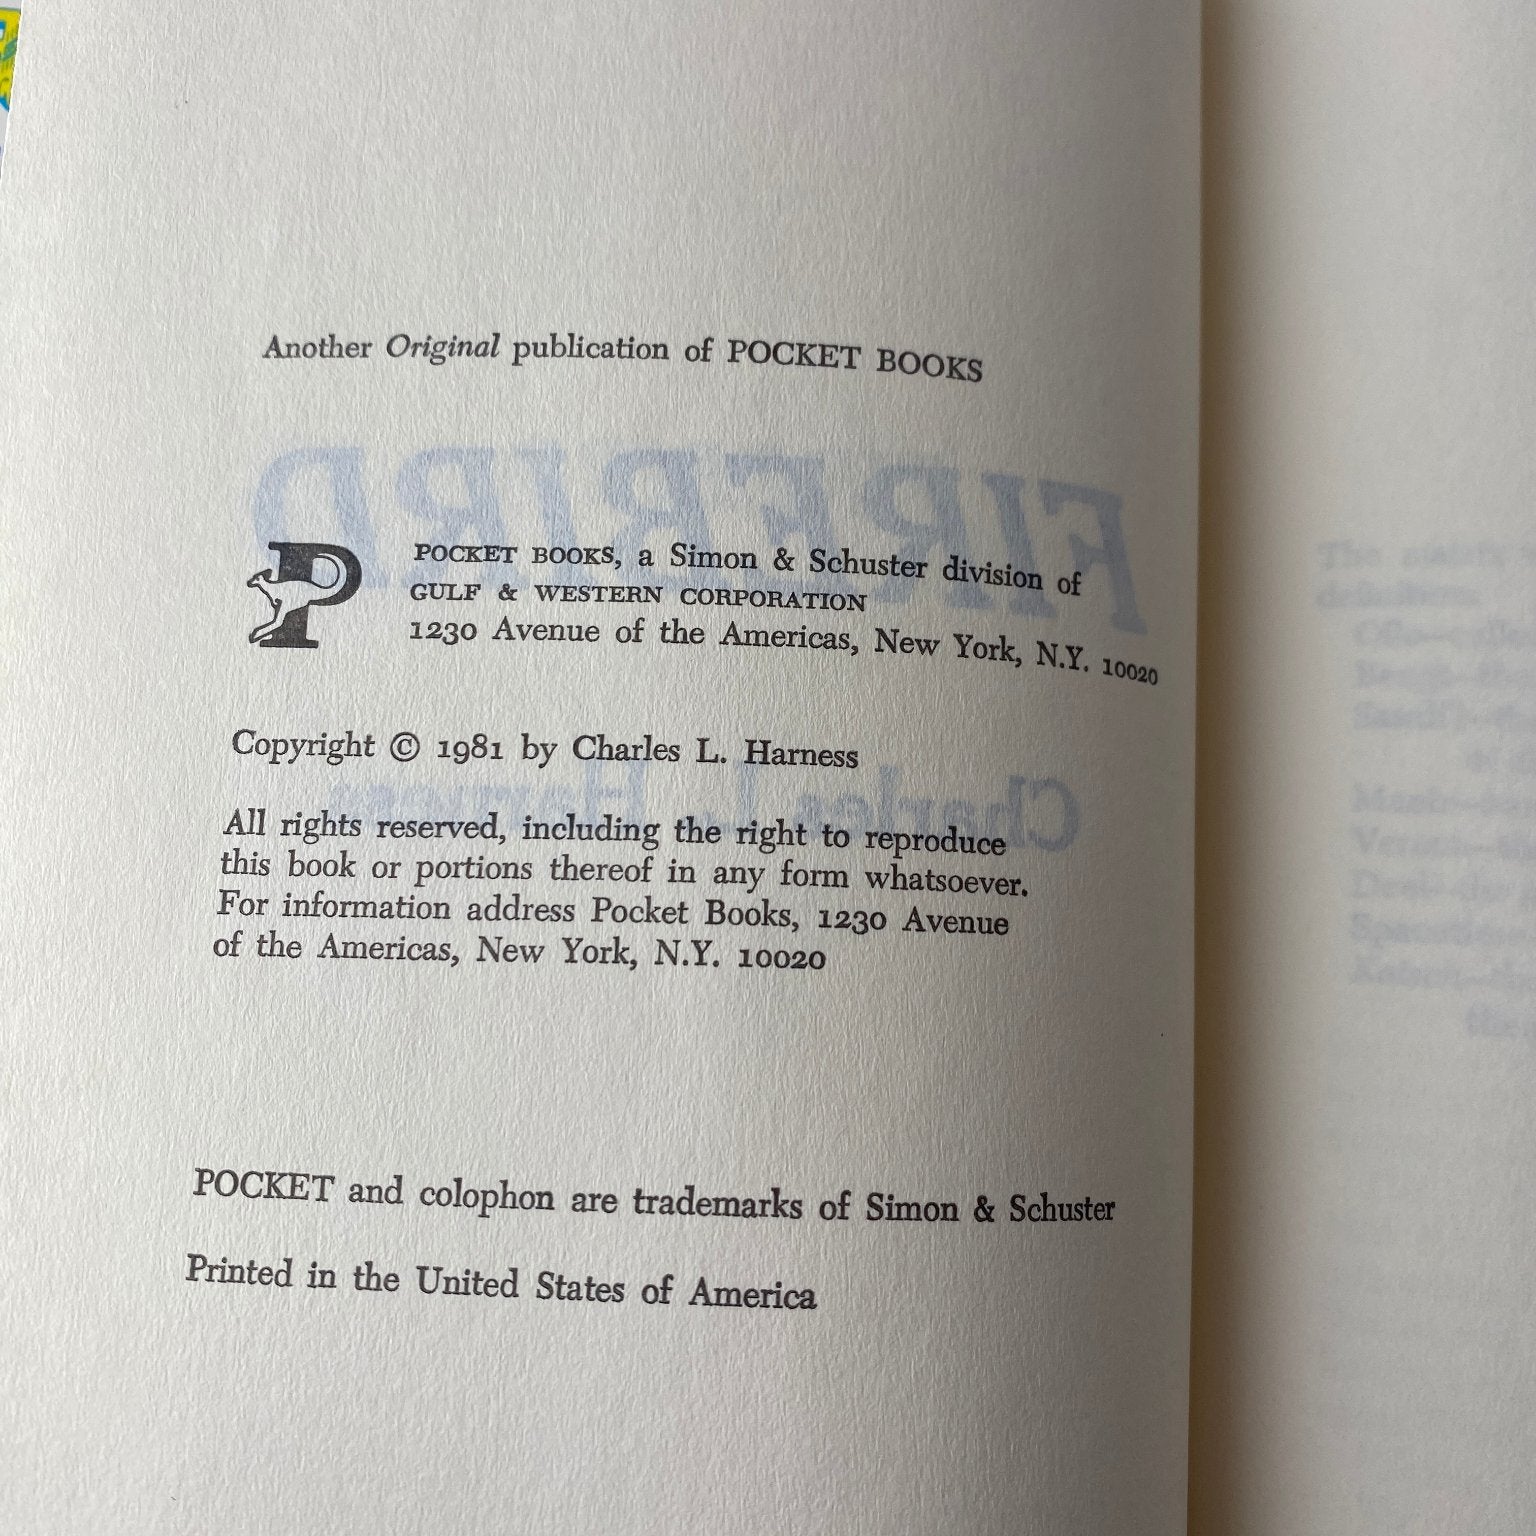 Another Original publication of POCKET BOOKS
FIREBIRD
P
POCKET BOOKS, a Simon & Schuster division of
GULF & WESTERN CORPORATION
1230 Avenue of the Americas, New York, N.Y. 10020
Copyright © 1981 by Charles L. Harness
Charles L. Harness
All rights reserved, including the right to reproduce
this book or portions thereof in any form whatsoever.
For information address Pocket Books, 1230 Avenue
of the Americas, New York, N.Y. 10020
POCKET and colophon are trademarks of Simon & Schuster
Printed in the United States of America